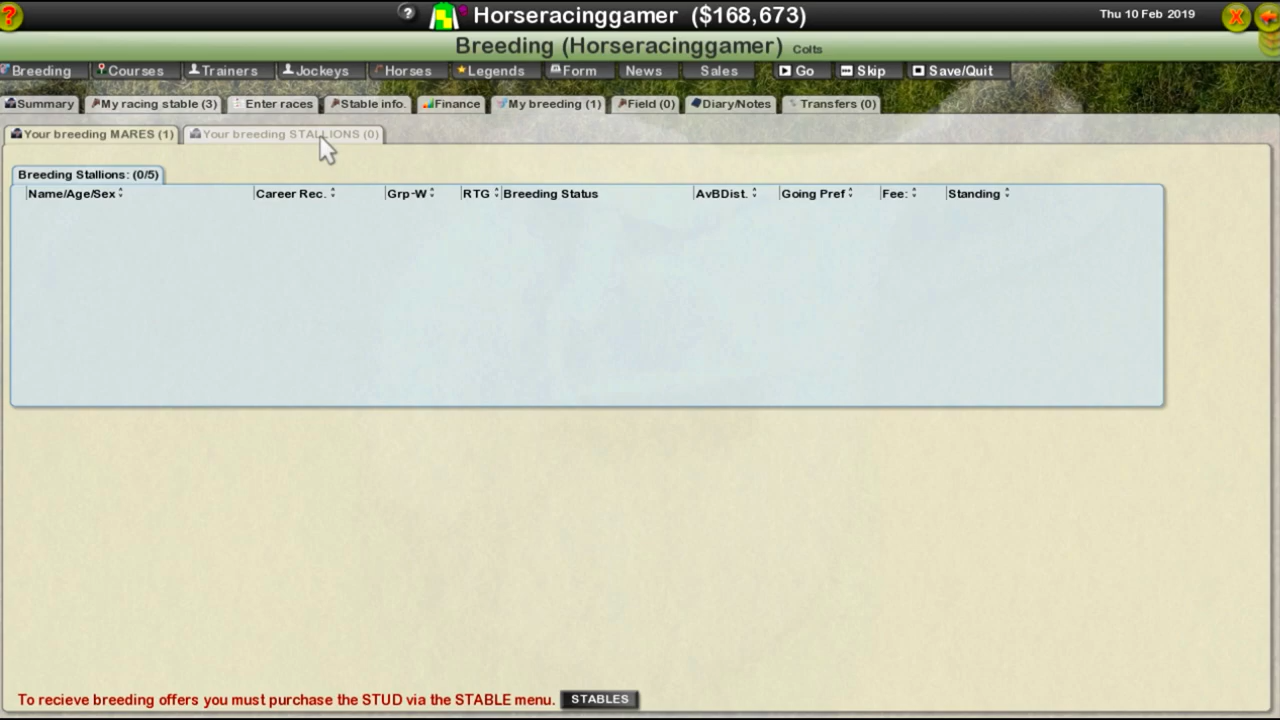 ? ? Horseracinggamer ($168,673) Thu 10 Feb 2019 X
Breeding (Horseracinggamer) Colts
Breeding Courses Trainers Jockeys Horses Legends Form News Sales Go Skip Save/Quit
Summary My racing stable (3) Enter races Stable info. Finance My breeding (1) Field (0) Diary/Notes Transfers (0)
Your breeding MARES (1) Your breeding STALLIONS (0)
Breeding Stallions: (0/5)
Name/Age/Sex Career Rec. Grp-W RTG Breeding Status AvBDist. Going Pref Fee: Standing
To recieve breeding offers you must purchase the STUD via the STABLE menu. STABLES